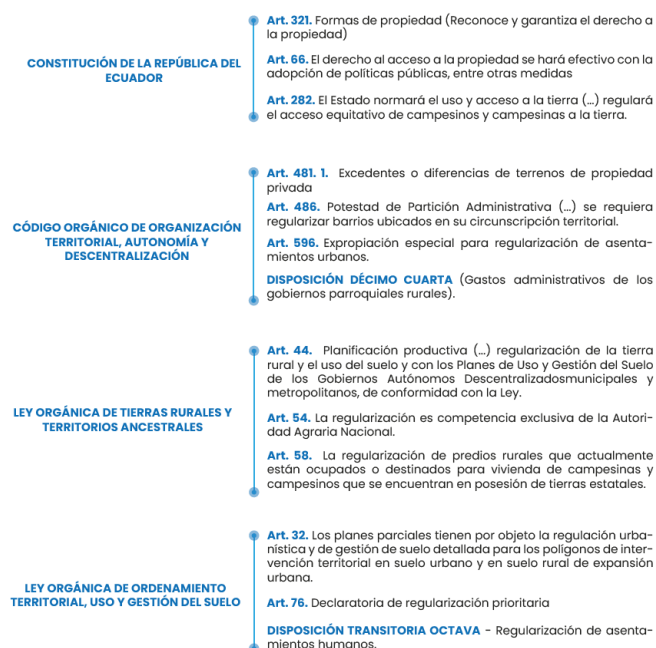 CONSTITUCIÓN DE LA REPÚBLICA DEL
ECUADOR
Art. 321. Formas de propiedad (Reconoce y garantiza el derecho a
la propiedad)
Art. 66. El derecho al acceso a la propiedad se hará efectivo con la
adopción de políticas públicas, entre otras medidas
Art. 282. El Estado normará el uso y acceso a la tierra (...) regulará
el acceso equitativo de campesinos y campesinas a la tierra.
CÓDIGO ORGÁNICO DE ORGANIZACIÓN
TERRITORIAL, AUTONOMÍA Y
DESCENTRALIZACIÓN
Art. 481. 1. Excedentes o diferencias de terrenos de propiedad
privada
Art. 486. Potestad de Partición Administrativa (...) se requiera
regularizar barrios ubicados en su circunscripción territorial.
Art. 596. Expropiación especial para regularización de asenta-
mientos urbanos.
DISPOSICIÓN DÉCIMO CUARTA (Gastos administrativos de los
gobiernos parroquiales rurales).
LEY ORGÁNICA DE TIERRAS RURALES Y
TERRITORIOS ANCESTRALES
Art. 44. Planificación productiva (...) regularización de la tierra
rural y el uso del suelo y con los Planes de Uso y Gestión del Suelo
de los Gobiernos Autónomos Descentralizadosmunicipales y
metropolitanos, de conformidad con la Ley.
Art. 54. La regularización es competencia exclusiva de la Autori-
dad Agraria Nacional.
Art. 58. La regularización de predios rurales que actualmente
están ocupados o destinados para vivienda de campesinas y
campesinos que se encuentran en posesión de tierras estatales.
LEY ORGÁNICA DE ORDENAMIENTO
TERRITORIAL, USO Y GESTIÓN DEL SUELO
Art. 32. Los planes parciales tienen por objeto la regulación urba-
nística y de gestión de suelo detallada para los polígonos de inter-
vención territorial en suelo urbano y en suelo rural de expansión
urbana.
Art. 76. Declaratoria de regularización prioritaria
DISPOSICIÓN TRANSITORIA OCTAVA - Regularización de asenta-
mientos humanos.